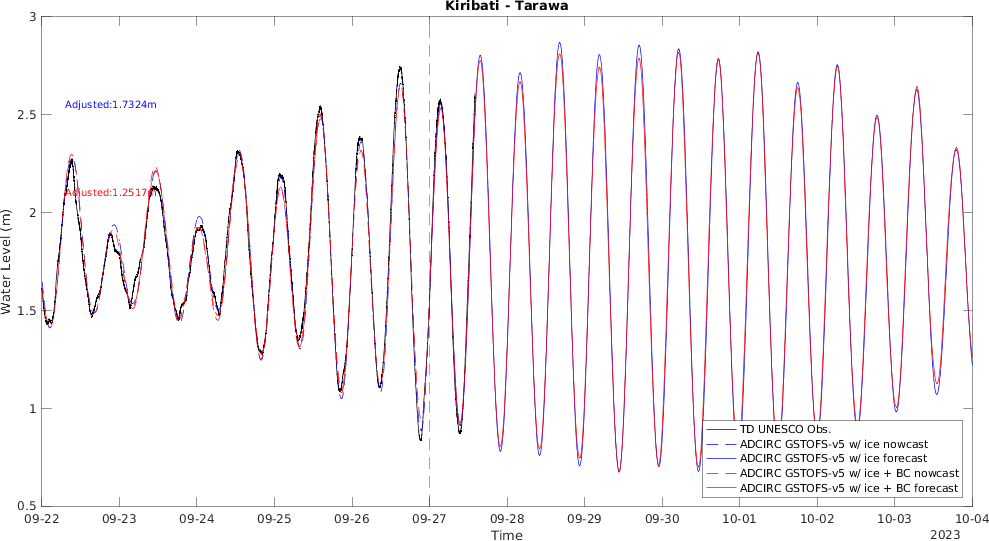 Kiribati - Tarawa
3
Adjusted:1.7324m
2.5
Adjusted:1.2517m
2
Water Level (m)
1.5
1
TD UNESCO Obs.
ADCIRC GSTOFS-v5 w/ ice nowcast
ADCIRC GSTOFS-v5 w/ ice forecast
ADCIRC GSTOFS-v5 w/ ice + BC nowcast
ADCIRC GSTOFS-v5 w/ ice + BC forecast
0.5
09-22 09-23 09-24 09-25 09-26 09-27 09-28 09-29 09-30 10-01 10-02 10-03 10-04
Time 2023